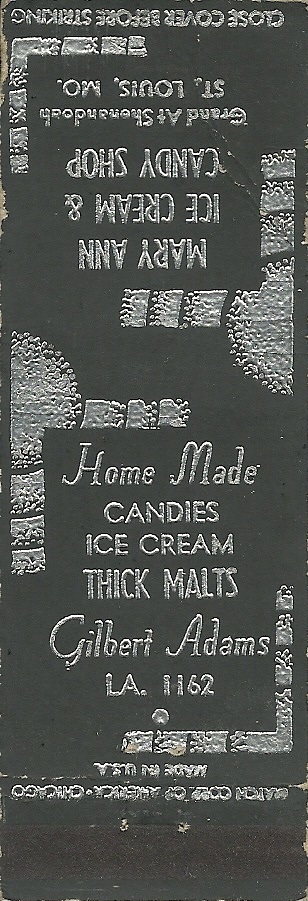 CLOSE COVER BEFORE STRIKING
MARY ANN
ICE CREAM &
CANDY SHOP
Grand At Shenandoah
ST. LOUIS, MO.
Home Made
CANDIES
ICE CREAM
THICK MALTS
Gilbert Adams
LA. 1162
MADE IN U.S.A.
MATCH CORP. OF AMERICA • CHICAGO